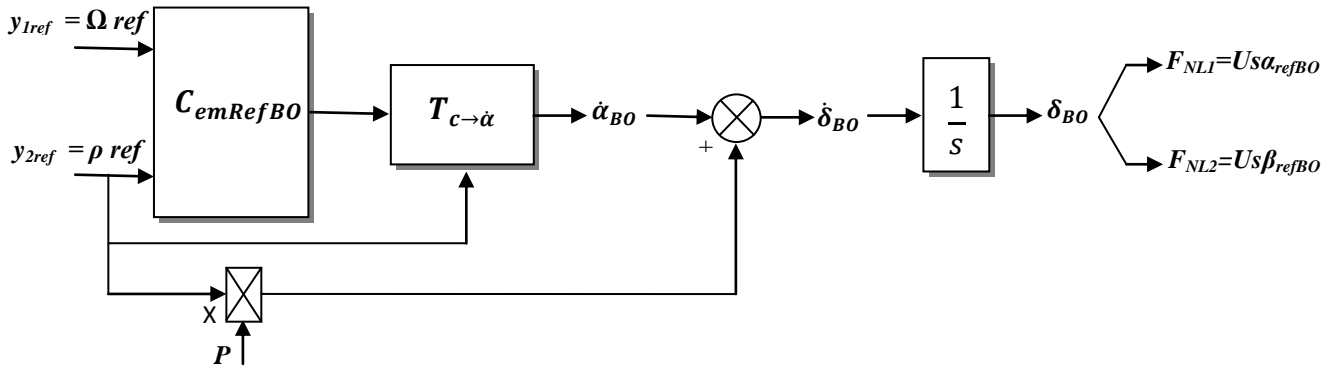 y1ref = Ω ref
y2ref = ρ ref
CemRefBO
Tc→α̇
α̇BO
+
δ̇BO
1
s
δBO
FNL1=UsαrefBO
FNL2=UsβrefBO
X
P